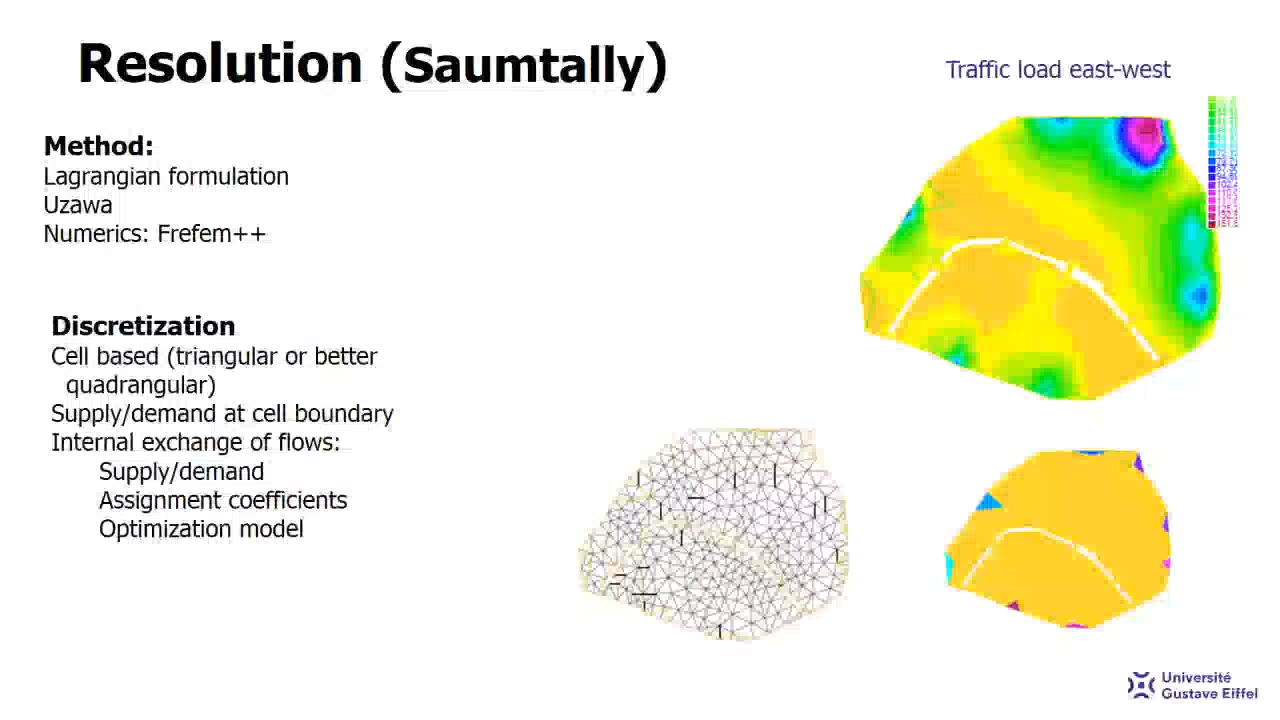 Resolution (Saumtally)
Traffic load east-west
Method:
Lagrangian formulation
Uzawa
Numerics: Frefem++
Discretization
Cell based (triangular or better
quadrangular)
Supply/demand at cell boundary
Internal exchange of flows:
Supply/demand
Assignment coefficients
Optimization model
Université
Gustave Eiffel